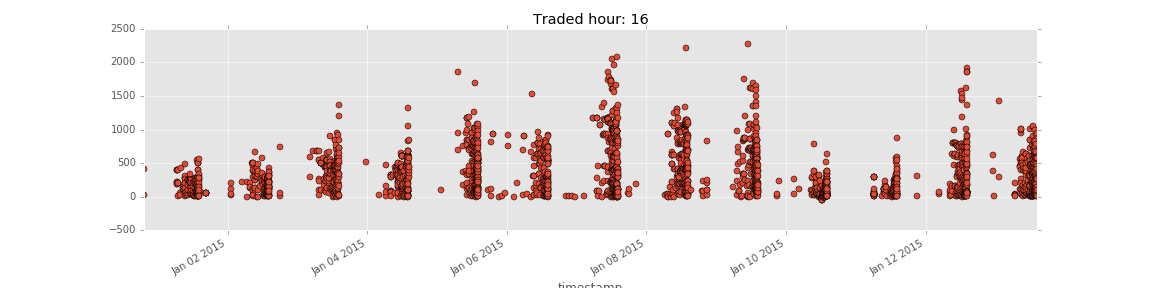 Traded hour: 16
2500
2000
1500
1000
500
0
−500
Jan 02 2015
Jan 04 2015
Jan 06 2015
Jan 08 2015
Jan 10 2015
Jan 12 2015
timestamp